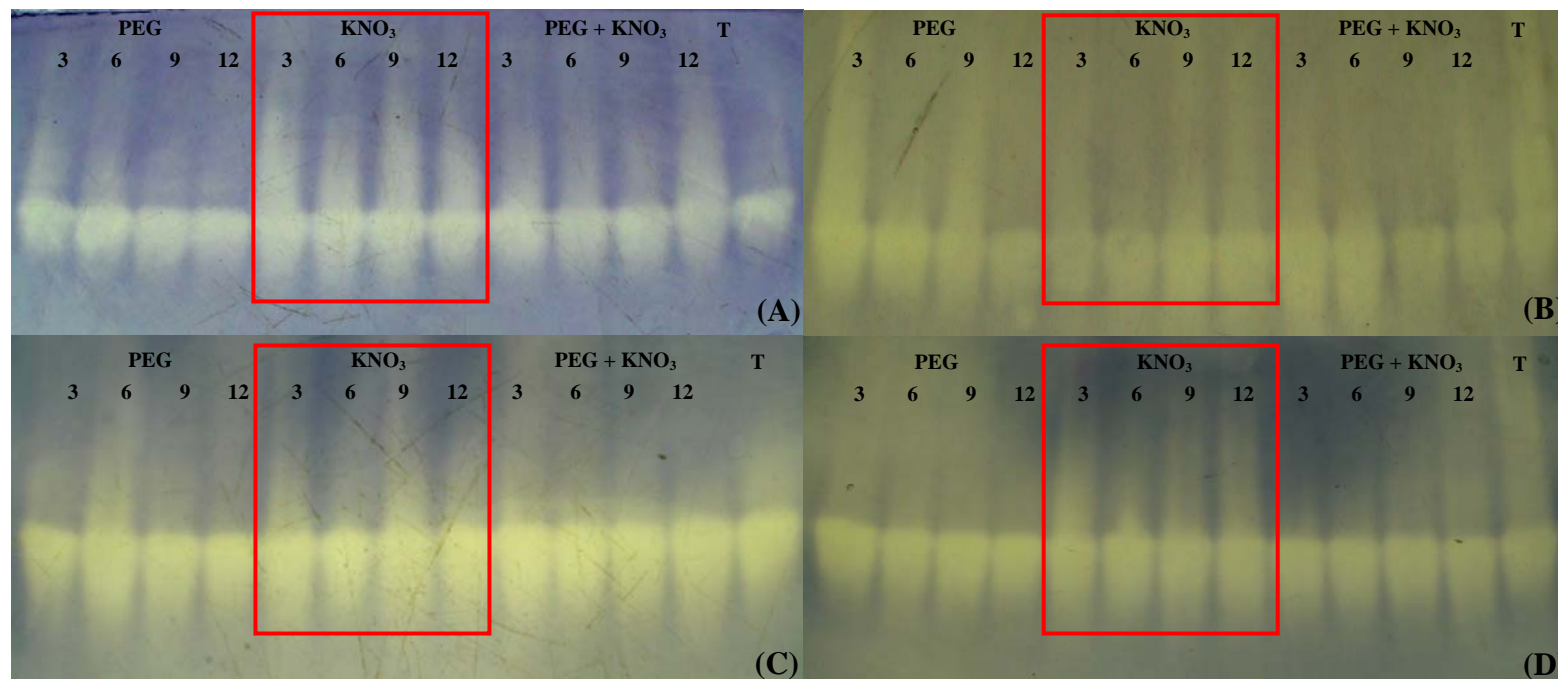 PEG KNO₃ PEG + KNO₃ T
3 6 9 12 3 6 9 12 3 6 9 12
(A)
PEG KNO₃ PEG + KNO₃ T
3 6 9 12 3 6 9 12 3 6 9 12
(B)
PEG KNO₃ PEG + KNO₃ T
3 6 9 12 3 6 9 12 3 6 9 12
(C)
PEG KNO₃ PEG + KNO₃ T
3 6 9 12 3 6 9 12 3 6 9 12
(D)